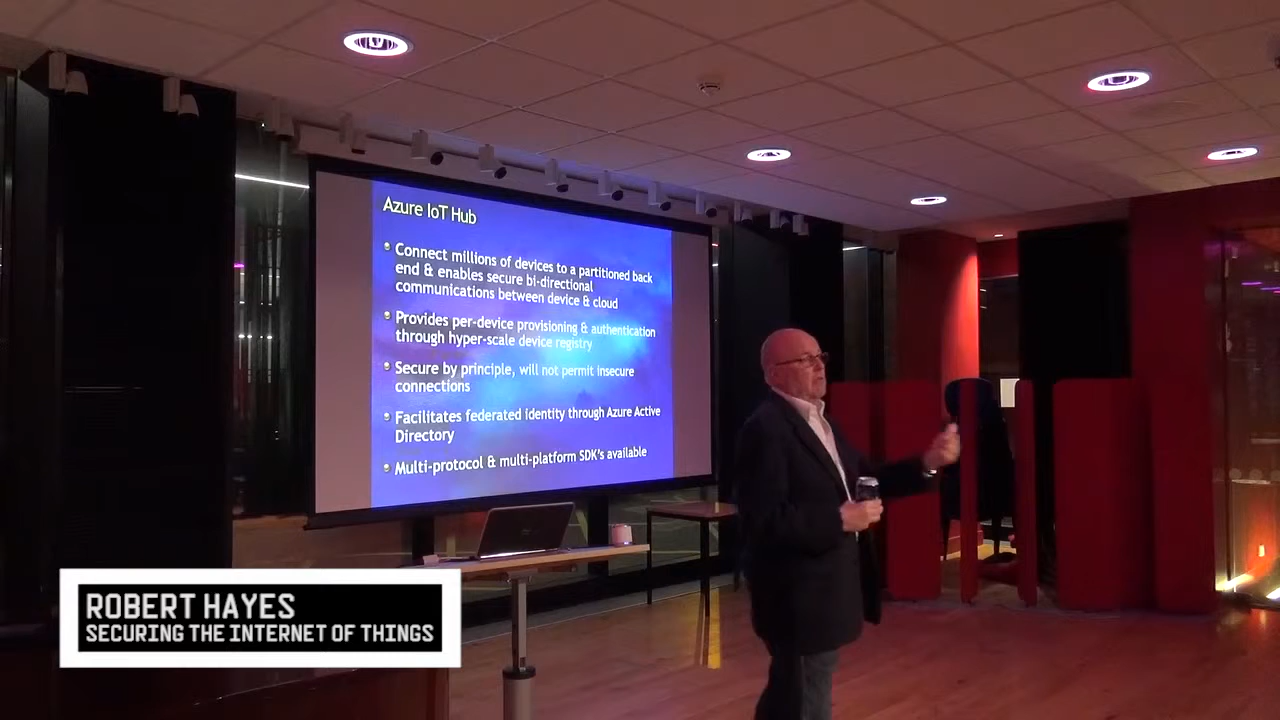 Azure IoT Hub
Connect millions of devices to a partitioned back
end & enables secure bi-directional
communications between device & cloud
Provides per-device provisioning & authentication
through hyper-scale device registry
Secure by principle, will not permit insecure
connections
Facilitates federated identity through Azure Active
Directory
Multi-protocol & multi-platform SDK's available
ROBERT HAYES
SECURING THE INTERNET OF THINGS